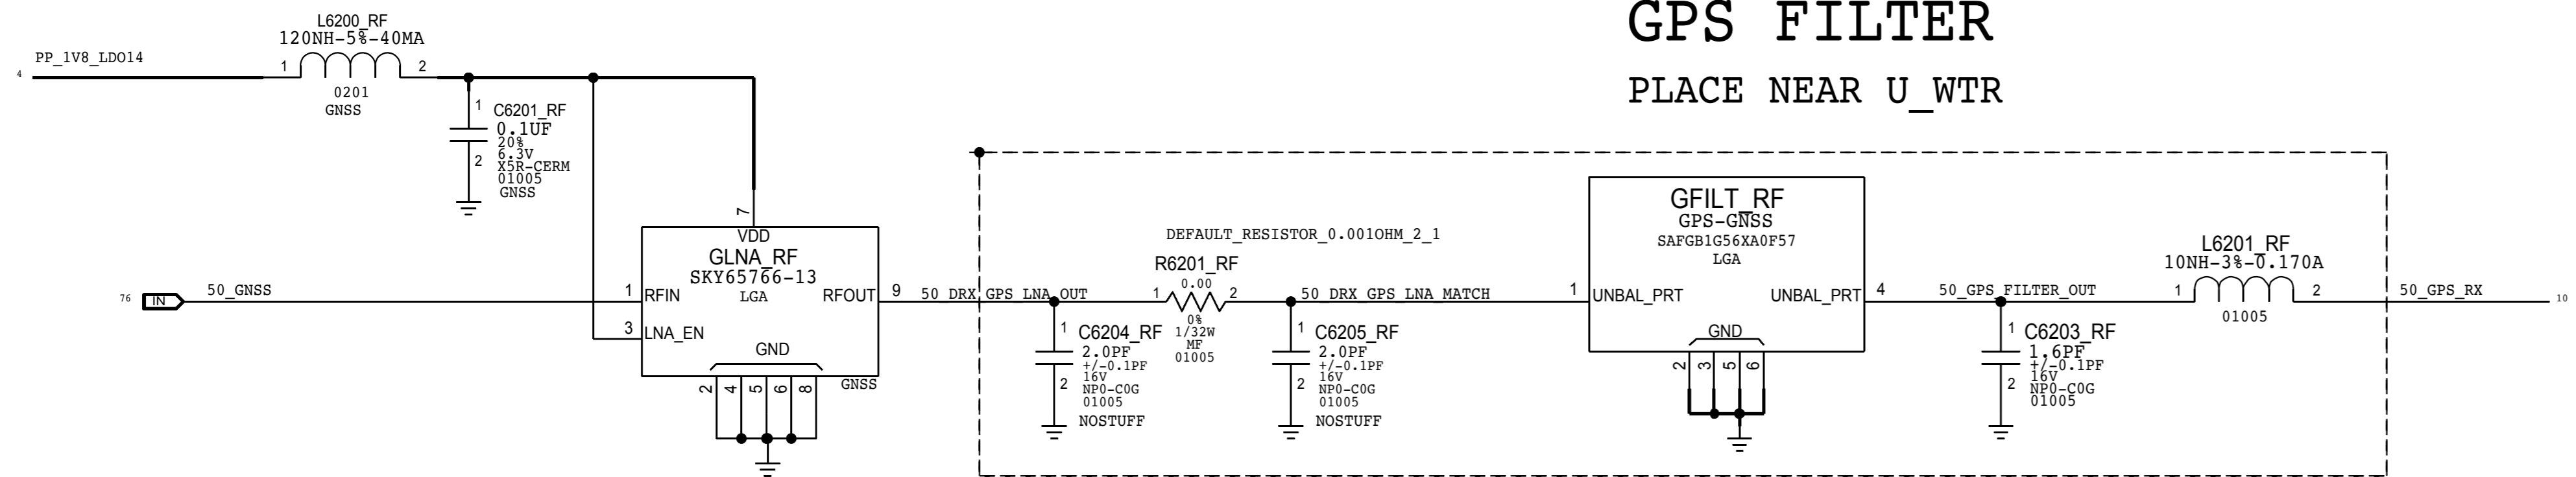 GPS FILTER
PLACE NEAR U_WTR
L6200_RF
120NH-5%-40MA
PP_1V8_LDO14
4
1
2
0201
GNSS
1
C6201_RF
0.1UF
20%
6.3V
X5R-CERM
01005
GNSS
2
7
VDD
GLNA_RF
SKY65766-13
LGA
76
IN
50_GNSS
1
RFIN
RFOUT
9
3
LNA_EN
GND
GNSS
2
4
5
6
8
50_DRX_GPS_LNA_OUT
DEFAULT_RESISTOR_0.001OHM_2_1
R6201_RF
0.00
1
2
0%
1/32W
MF
01005
50_DRX_GPS_LNA_MATCH
1
C6204_RF
2.0PF
+/-0.1PF
16V
NP0-C0G
01005
2
NOSTUFF
1
C6205_RF
2.0PF
+/-0.1PF
16V
NP0-C0G
01005
2
NOSTUFF
GFILT_RF
GPS-GNSS
SAFGB1G56XA0F57
LGA
1
UNBAL_PRT
UNBAL_PRT
4
GND
2
3
5
6
50_GPS_FILTER_OUT
1
C6203_RF
1.6PF
+/-0.1PF
16V
NP0-C0G
01005
2
L6201_RF
10NH-3%-0.170A
1
2
01005
50_GPS_RX
10